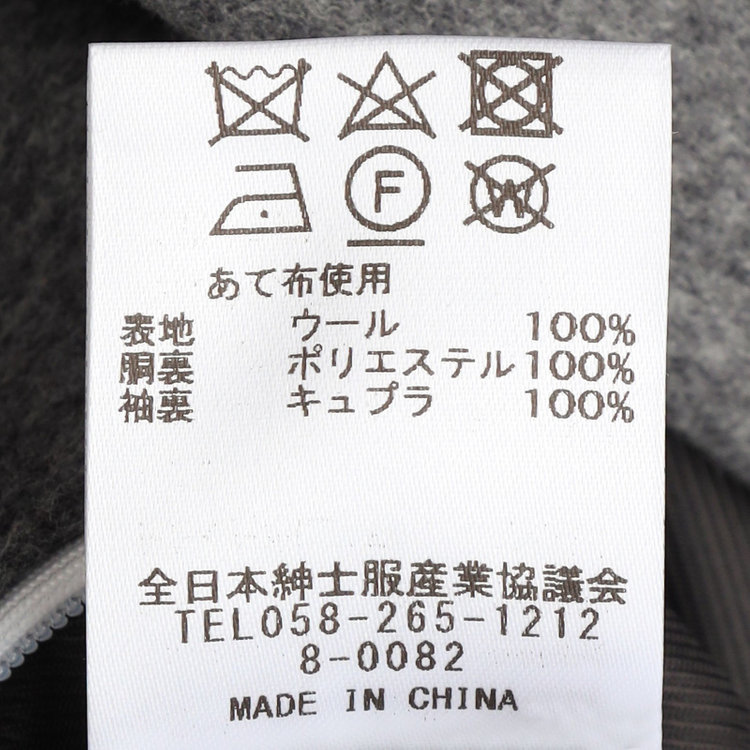 F W
あて布使用
表地 ウール 100%
胴裏 ポリエステル 100%
袖裏 キュプラ 100%
全日本紳士服産業協議会
TEL058-265-1212
8-0082
MADE IN CHINA